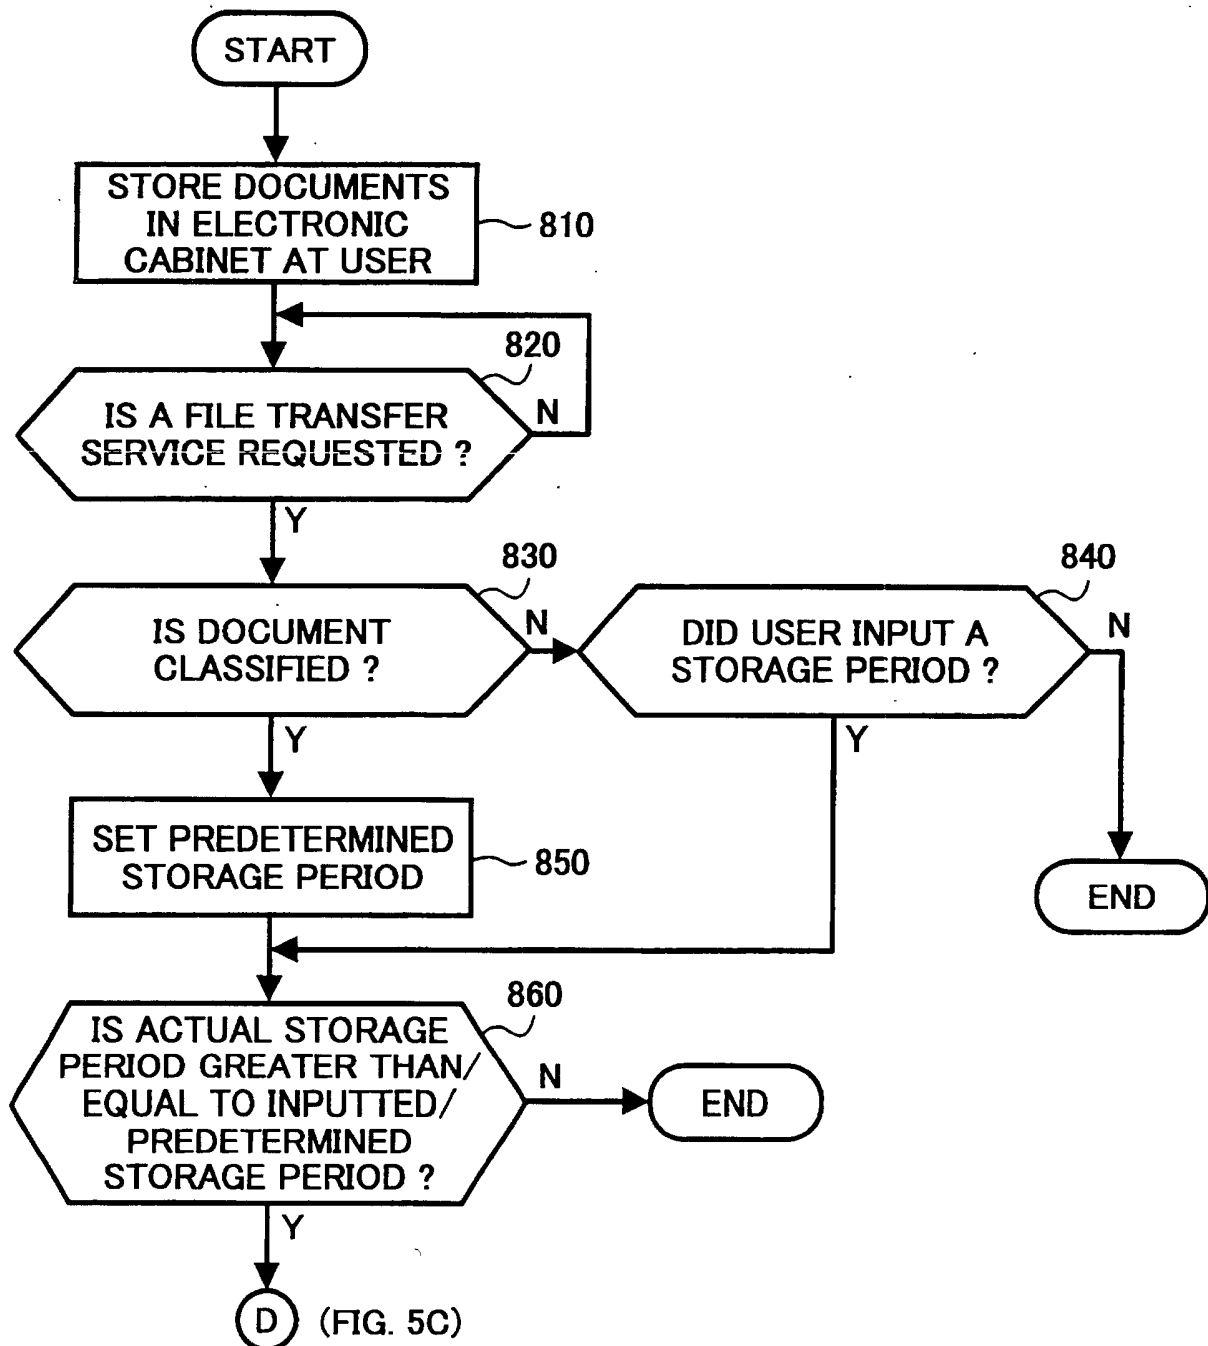 START
STORE DOCUMENTS
IN ELECTRONIC
CABINET AT USER
810
820
IS A FILE TRANSFER
SERVICE REQUESTED ?
N
Y
830
IS DOCUMENT
CLASSIFIED ?
N
840
DID USER INPUT A
STORAGE PERIOD ?
N
Y
Y
SET PREDETERMINED
STORAGE PERIOD
850
END
860
IS ACTUAL STORAGE
PERIOD GREATER THAN/
EQUAL TO INPUTTED/
PREDETERMINED
STORAGE PERIOD ?
N
END
Y
D (FIG. 5C)